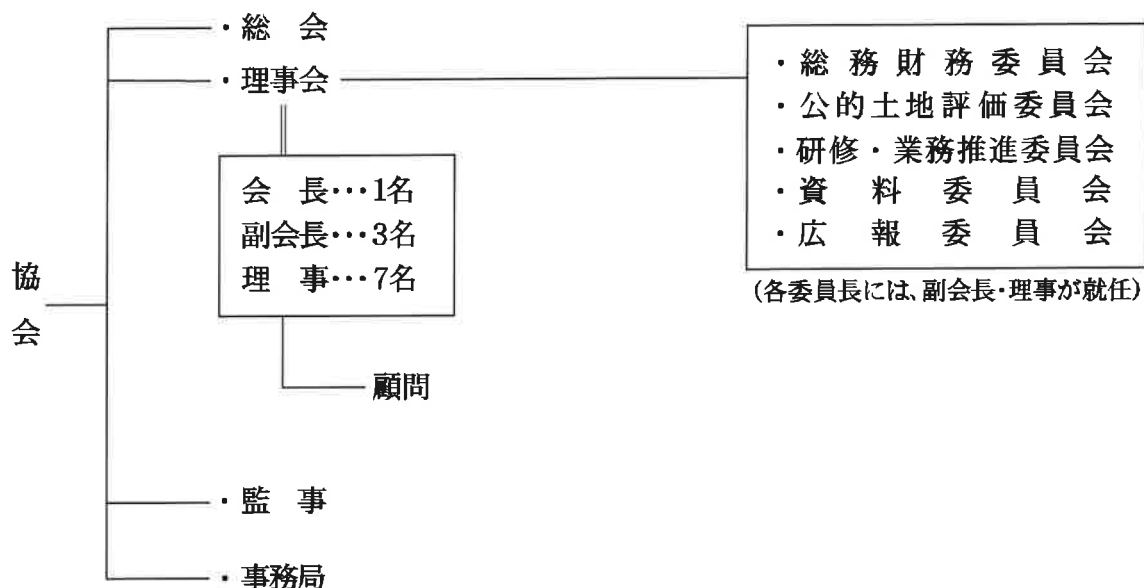 協会
・総会
・理事会
会長…1名
副会長…3名
理事…7名
顧問
・監事
・事務局
・総務財務委員会
・公的土地評価委員会
・研修・業務推進委員会
・資料委員会
・広報委員会
(各委員長には、副会長・理事が就任)